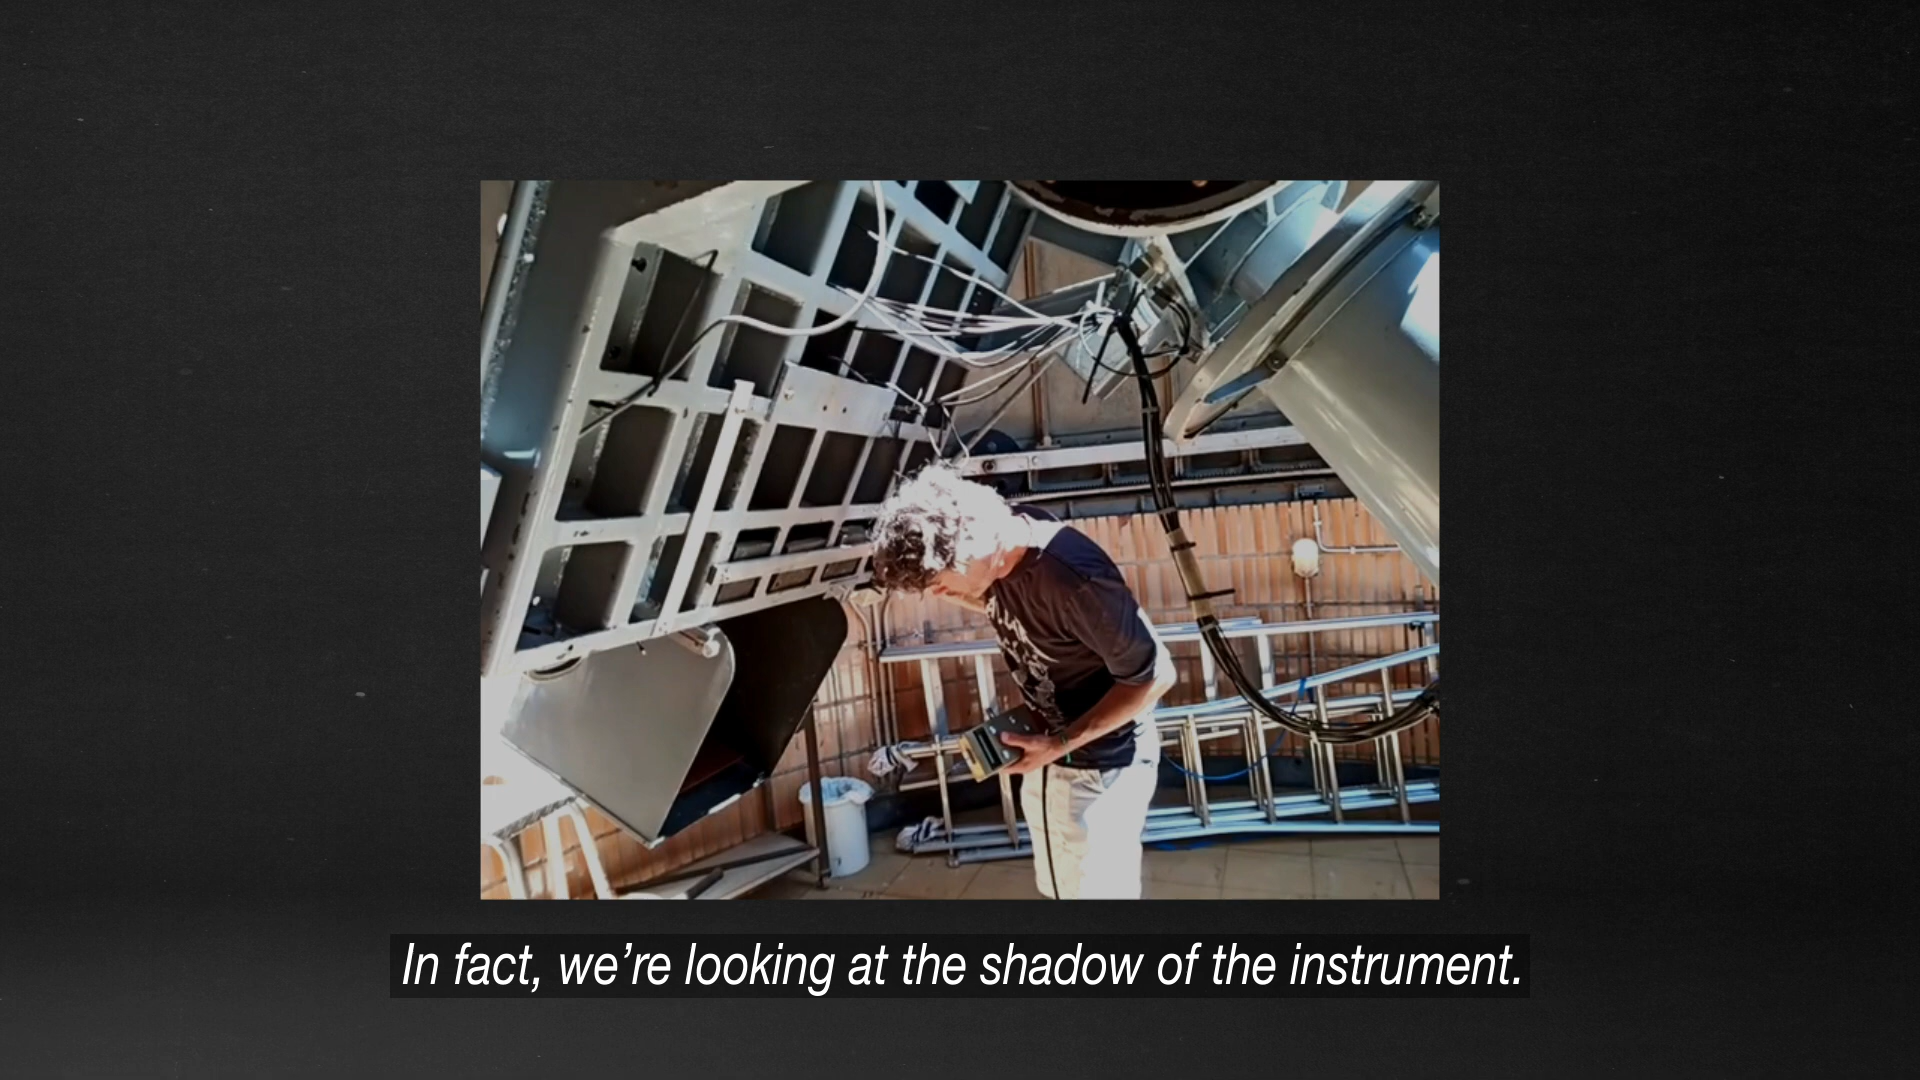 In fact, we’re looking at the shadow of the instrument.